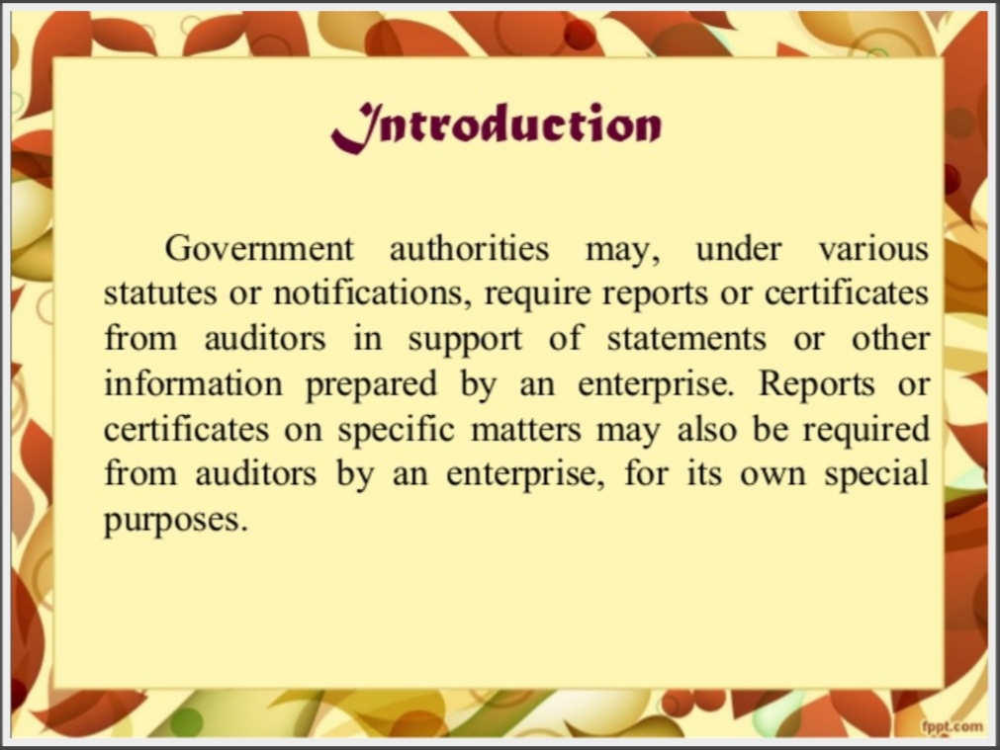 Introduction
Government authorities may, under various
statutes or notifications, require reports or certificates
from auditors in support of statements or other
information prepared by an enterprise. Reports or
certificates on specific matters may also be required
from auditors by an enterprise, for its own special
purposes.
fppt.com